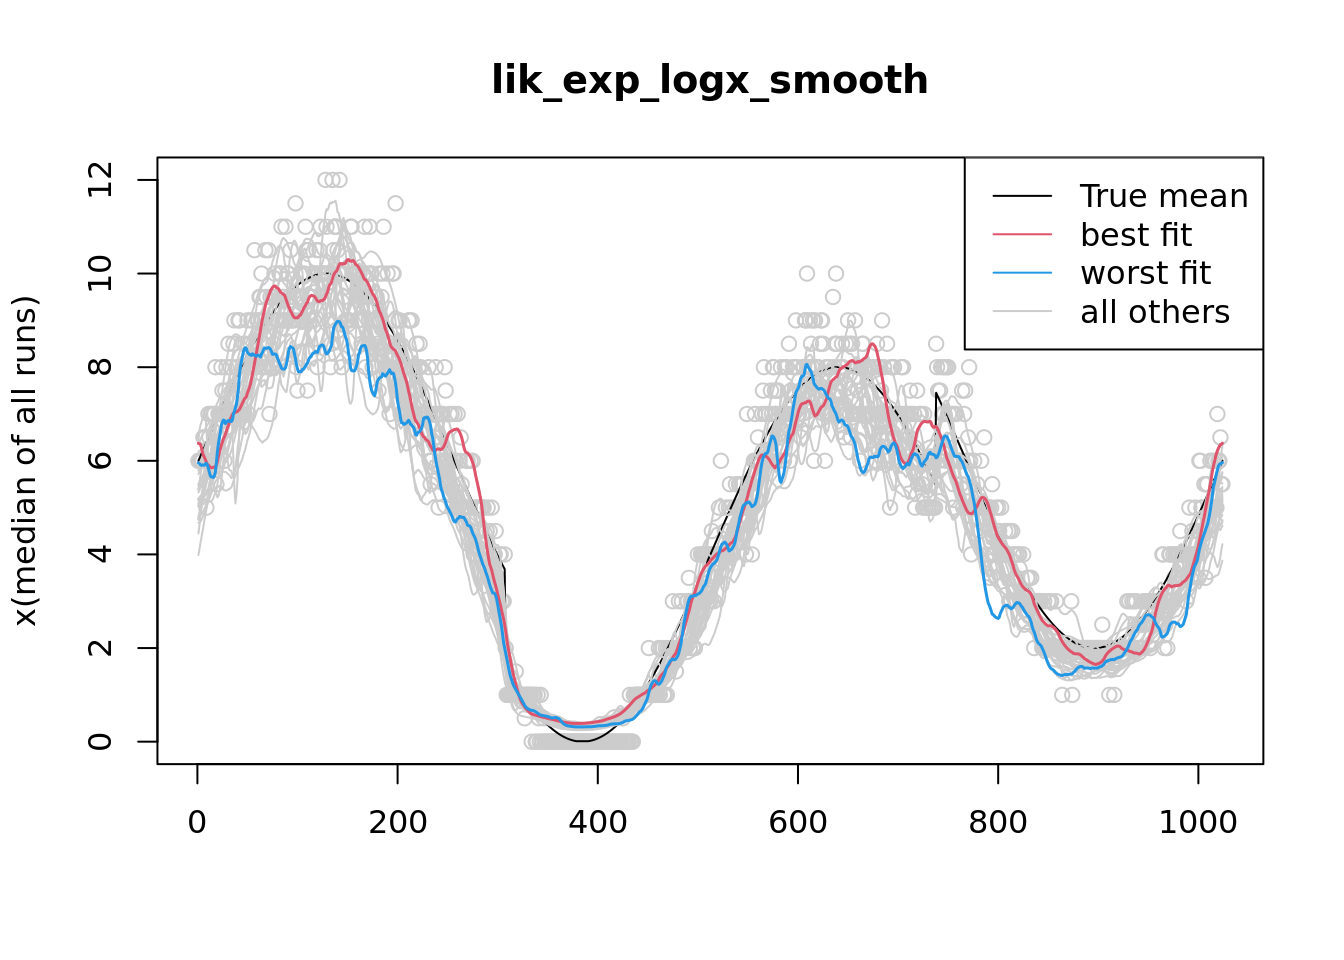 lik_exp_logx_smooth
True mean
best fit
worst fit
all others
x(median of all runs)
12
10
8
6
4
2
0
0 200 400 600 800 1000